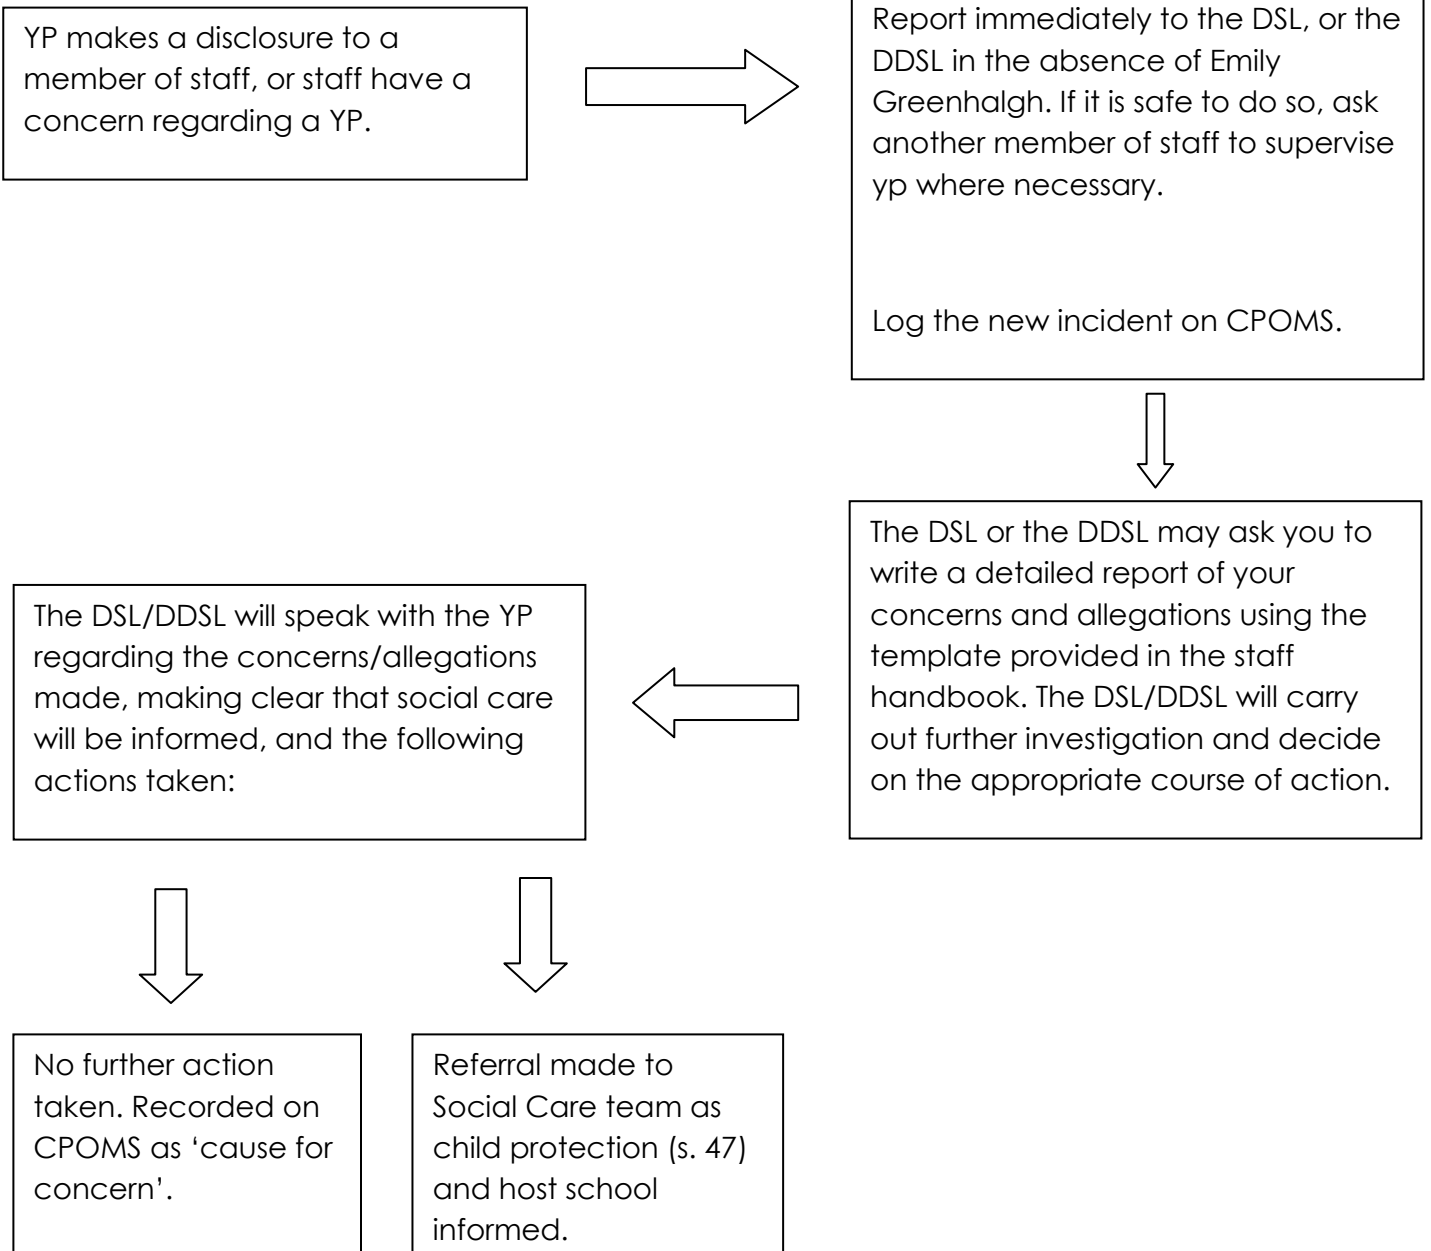 YP makes a disclosure to a
member of staff, or staff have a
concern regarding a YP.
Report immediately to the DSL, or the
DDSL in the absence of Emily
Greenhalgh. If it is safe to do so, ask
another member of staff to supervise
yp where necessary.
Log the new incident on CPOMS.
The DSL or the DDSL may ask you to
write a detailed report of your
concerns and allegations using the
template provided in the staff
handbook. The DSL/DDSL will carry
out further investigation and decide
on the appropriate course of action.
The DSL/DDSL will speak with the YP
regarding the concerns/allegations
made, making clear that social care
will be informed, and the following
actions taken:
No further action
taken. Recorded on
CPOMS as ‘cause for
concern’.
Referral made to
Social Care team as
child protection (s. 47)
and host school
informed.